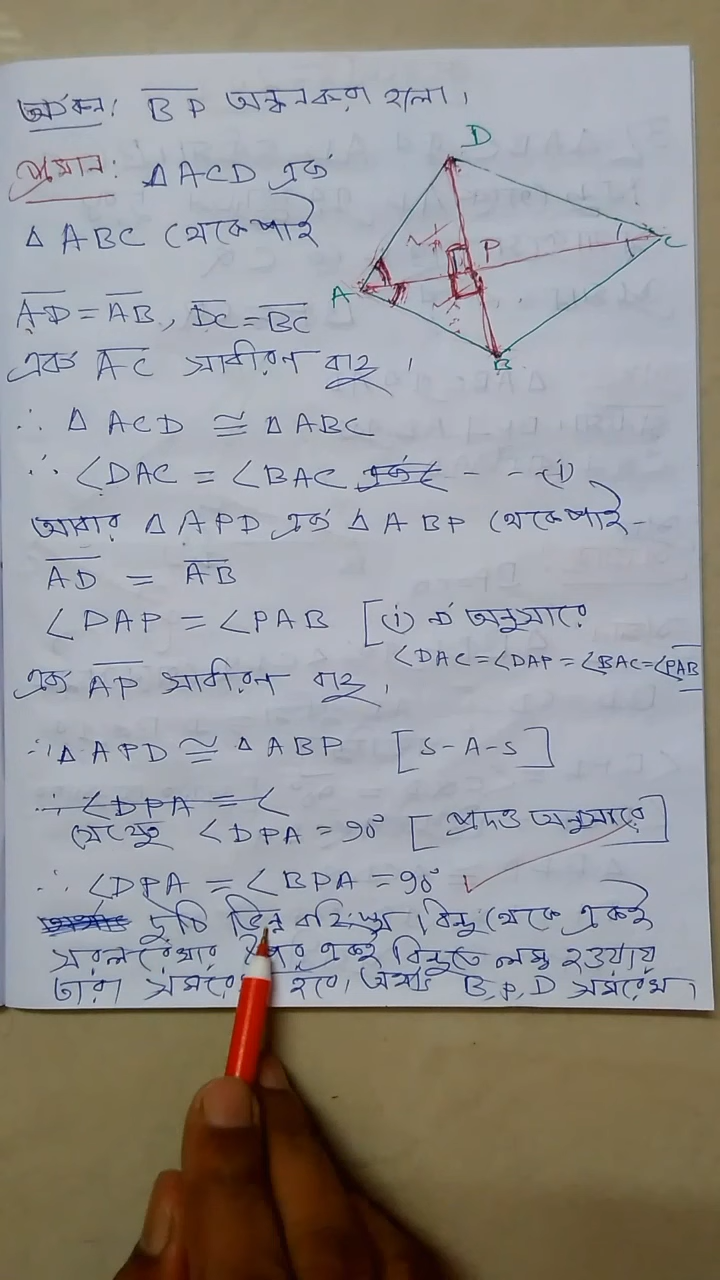 অঙ্কন: BP অঙ্কন করা হলো।
প্রমান: Δ ACD এবং
Δ ABC থেকে পাই
AD = AB, DC = BC
এবং AC সাধারণ বাহু।
∴ Δ ACD ≅ Δ ABC
∴ ∠DAC = ∠BAC - - (i)
আবার Δ APD এবং Δ ABP থেকে পাই-
AD = AB
∠DAP = ∠PAB [(i) নং অনুসারে
∠DAC=∠DAP=∠BAC=∠PAB
এবং AP সাধারণ বাহু।
∴ Δ APD ≅ Δ ABP [S-A-S]
∴ ∠DPA = ∠
যেহেতু ∠DPA = 90° [প্রদত্ত অনুসারে]
∴ ∠DPA = ∠BPA = 90°
দুটি ভিন্ন বহিঃস্থ বিন্দু থেকে একই
সরলরেখার উপর একই বিন্দুতে লম্ব হওয়ায়
তারা সমরেখ হবে। অর্থাৎ B, P, D সমরেখ।
D
P
C
A
B